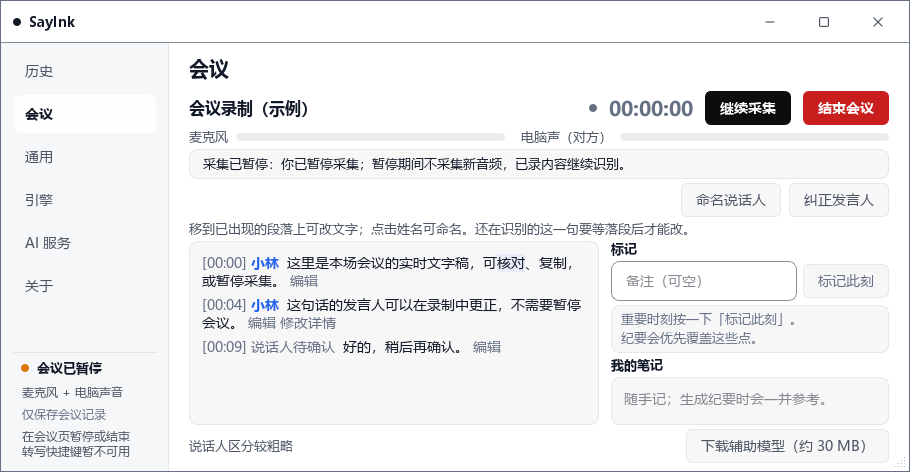 SayInk
历史
会议
通用
引擎
AI 服务
关于
会议已暂停
麦克风 + 电脑声音
仅保存会议记录
在会议页暂停或结束
转写快捷键暂不可用
会议
会议录制（示例）
00:00:00
继续采集
结束会议
麦克风
电脑声（对方）
采集已暂停：你已暂停采集；暂停期间不采集新音频，已录内容继续识别。
命名说话人
纠正发言人
移到已出现的段落上可改文字；点击姓名可命名。还在识别的这一句要等落段后才能改。
[00:00] 小林 这里是本场会议的实时文字稿，可核对、复制，
或暂停采集。 编辑
[00:04] 小林 这句话的发言人可以在录制中更正，不需要暂停
会议。 编辑 修改详情
[00:09] 说话人待确认 好的，稍后再确认。 编辑
标记
备注（可空）
标记此刻
重要时刻按一下「标记此刻」。
纪要会优先覆盖这些点。
我的笔记
随手记；生成纪要时会一并参考。
说话人区分较粗略
下载辅助模型（约 30 MB）